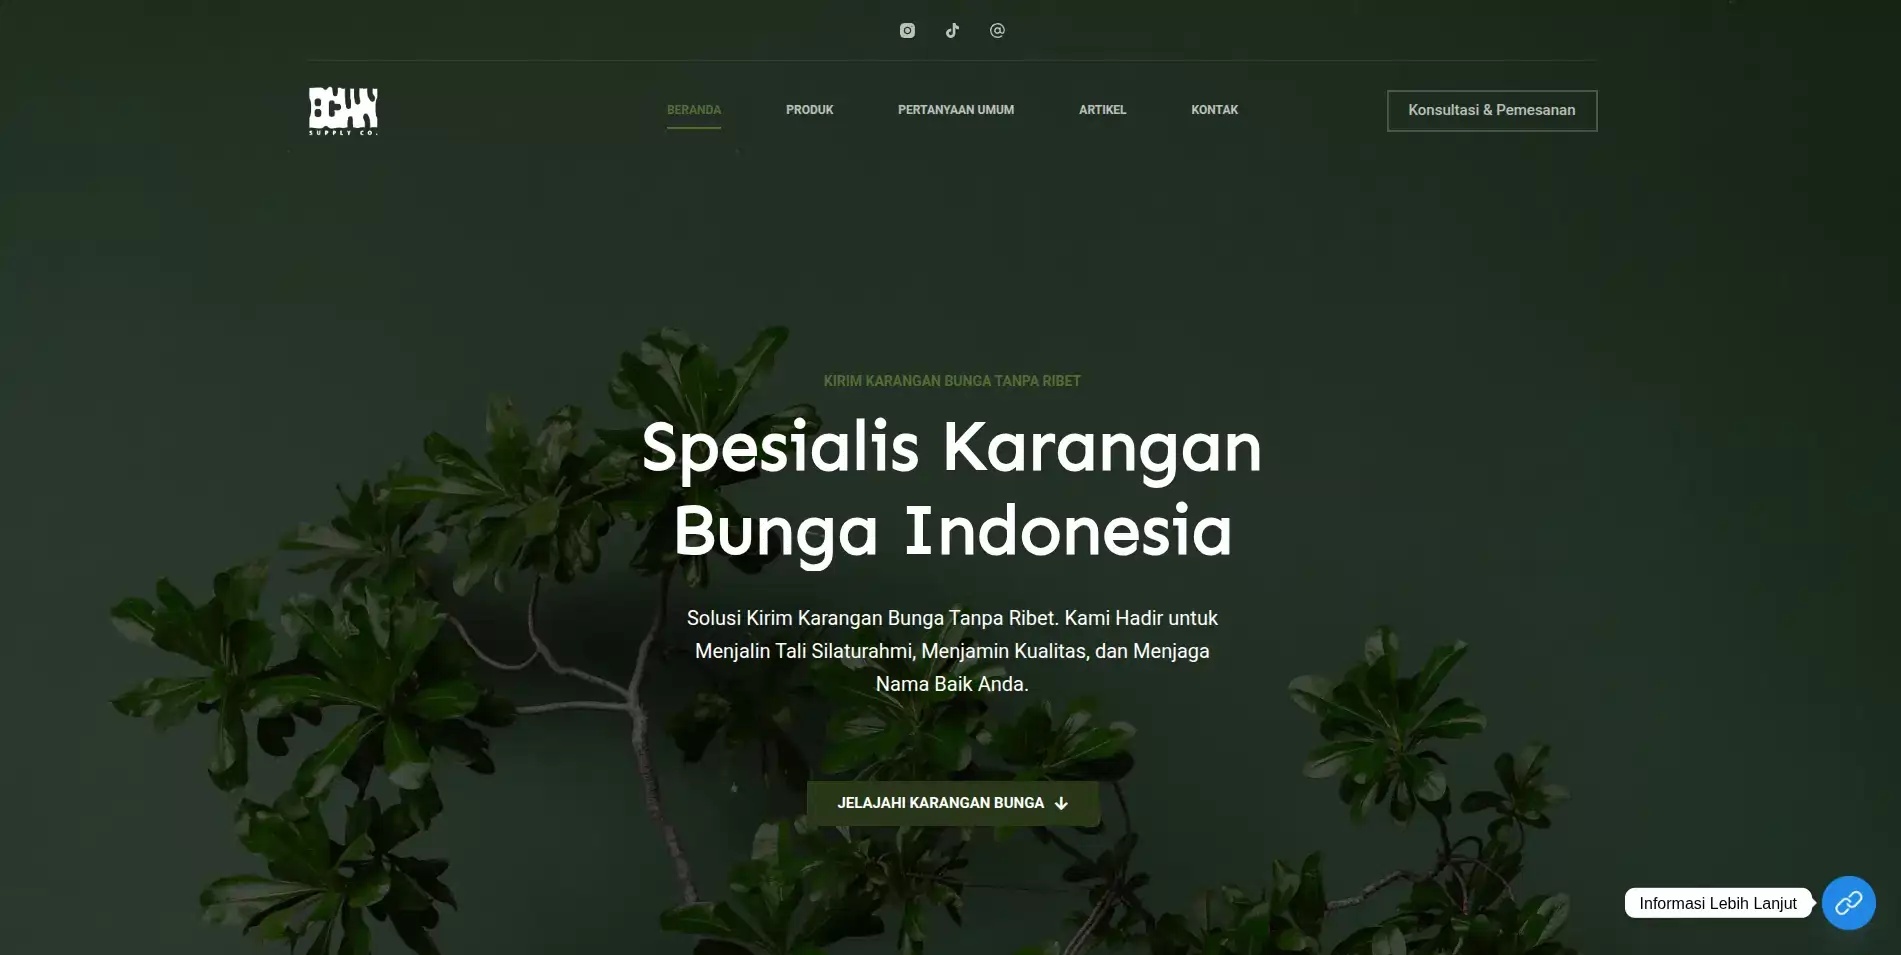 SUPPLY CO.
BERANDA
PRODUK
PERTANYAAN UMUM
ARTIKEL
KONTAK
Konsultasi & Pemesanan
KIRIM KARANGAN BUNGA TANPA RIBET
Spesialis Karangan
Bunga Indonesia
Solusi Kirim Karangan Bunga Tanpa Ribet. Kami Hadir untuk
Menjalin Tali Silaturahmi, Menjamin Kualitas, dan Menjaga
Nama Baik Anda.
JELAJAHI KARANGAN BUNGA
Informasi Lebih Lanjut